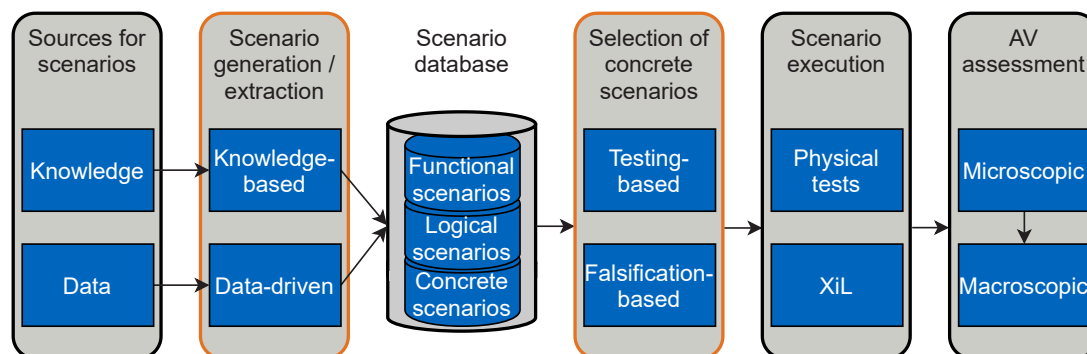 Sources for
scenarios
Knowledge
Data
Scenario
generation /
extraction
Knowledge-
based
Data-driven
Scenario
database
Functional
scenarios
Logical
scenarios
Concrete
scenarios
Selection of
concrete
scenarios
Testing-
based
Falsification-
based
Scenario
execution
Physical
tests
XiL
AV
assessment
Microscopic
Macroscopic